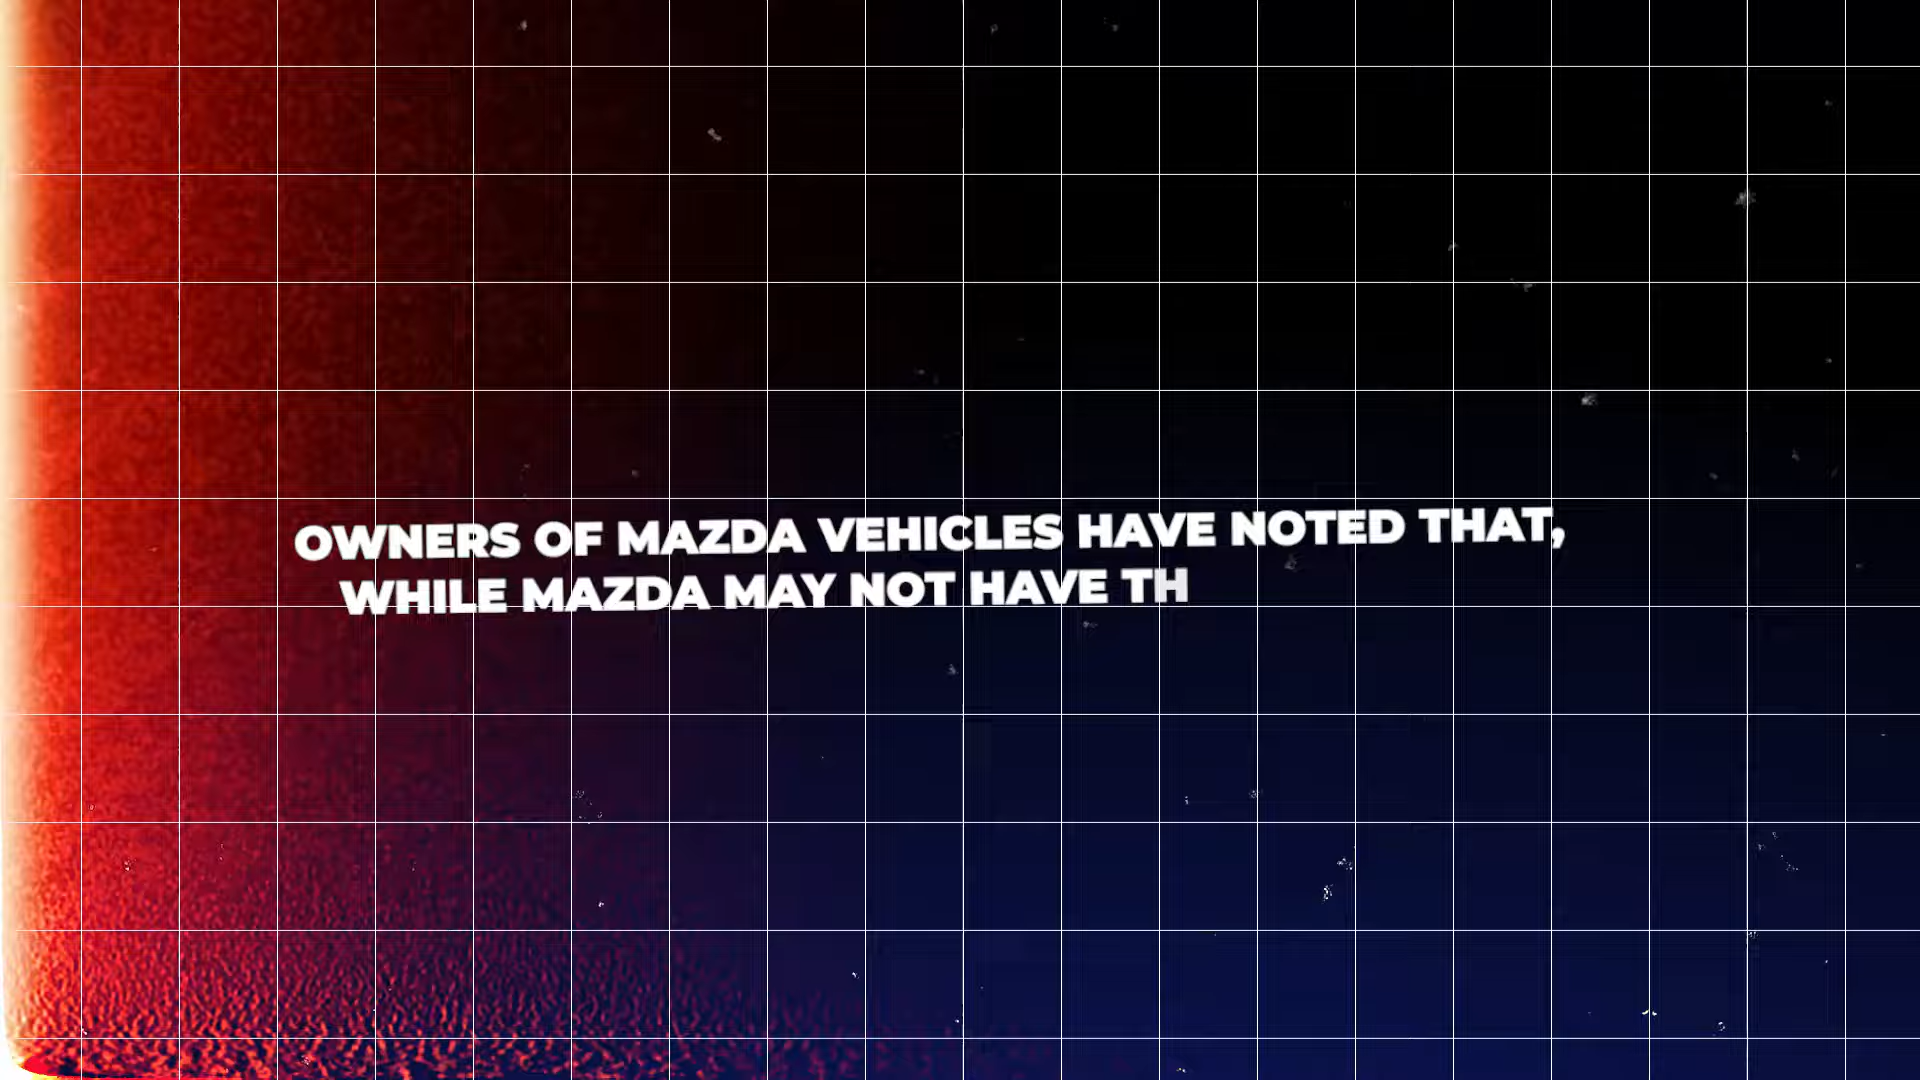 OWNERS OF MAZDA VEHICLES HAVE NOTED THAT,
WHILE MAZDA MAY NOT HAVE TH